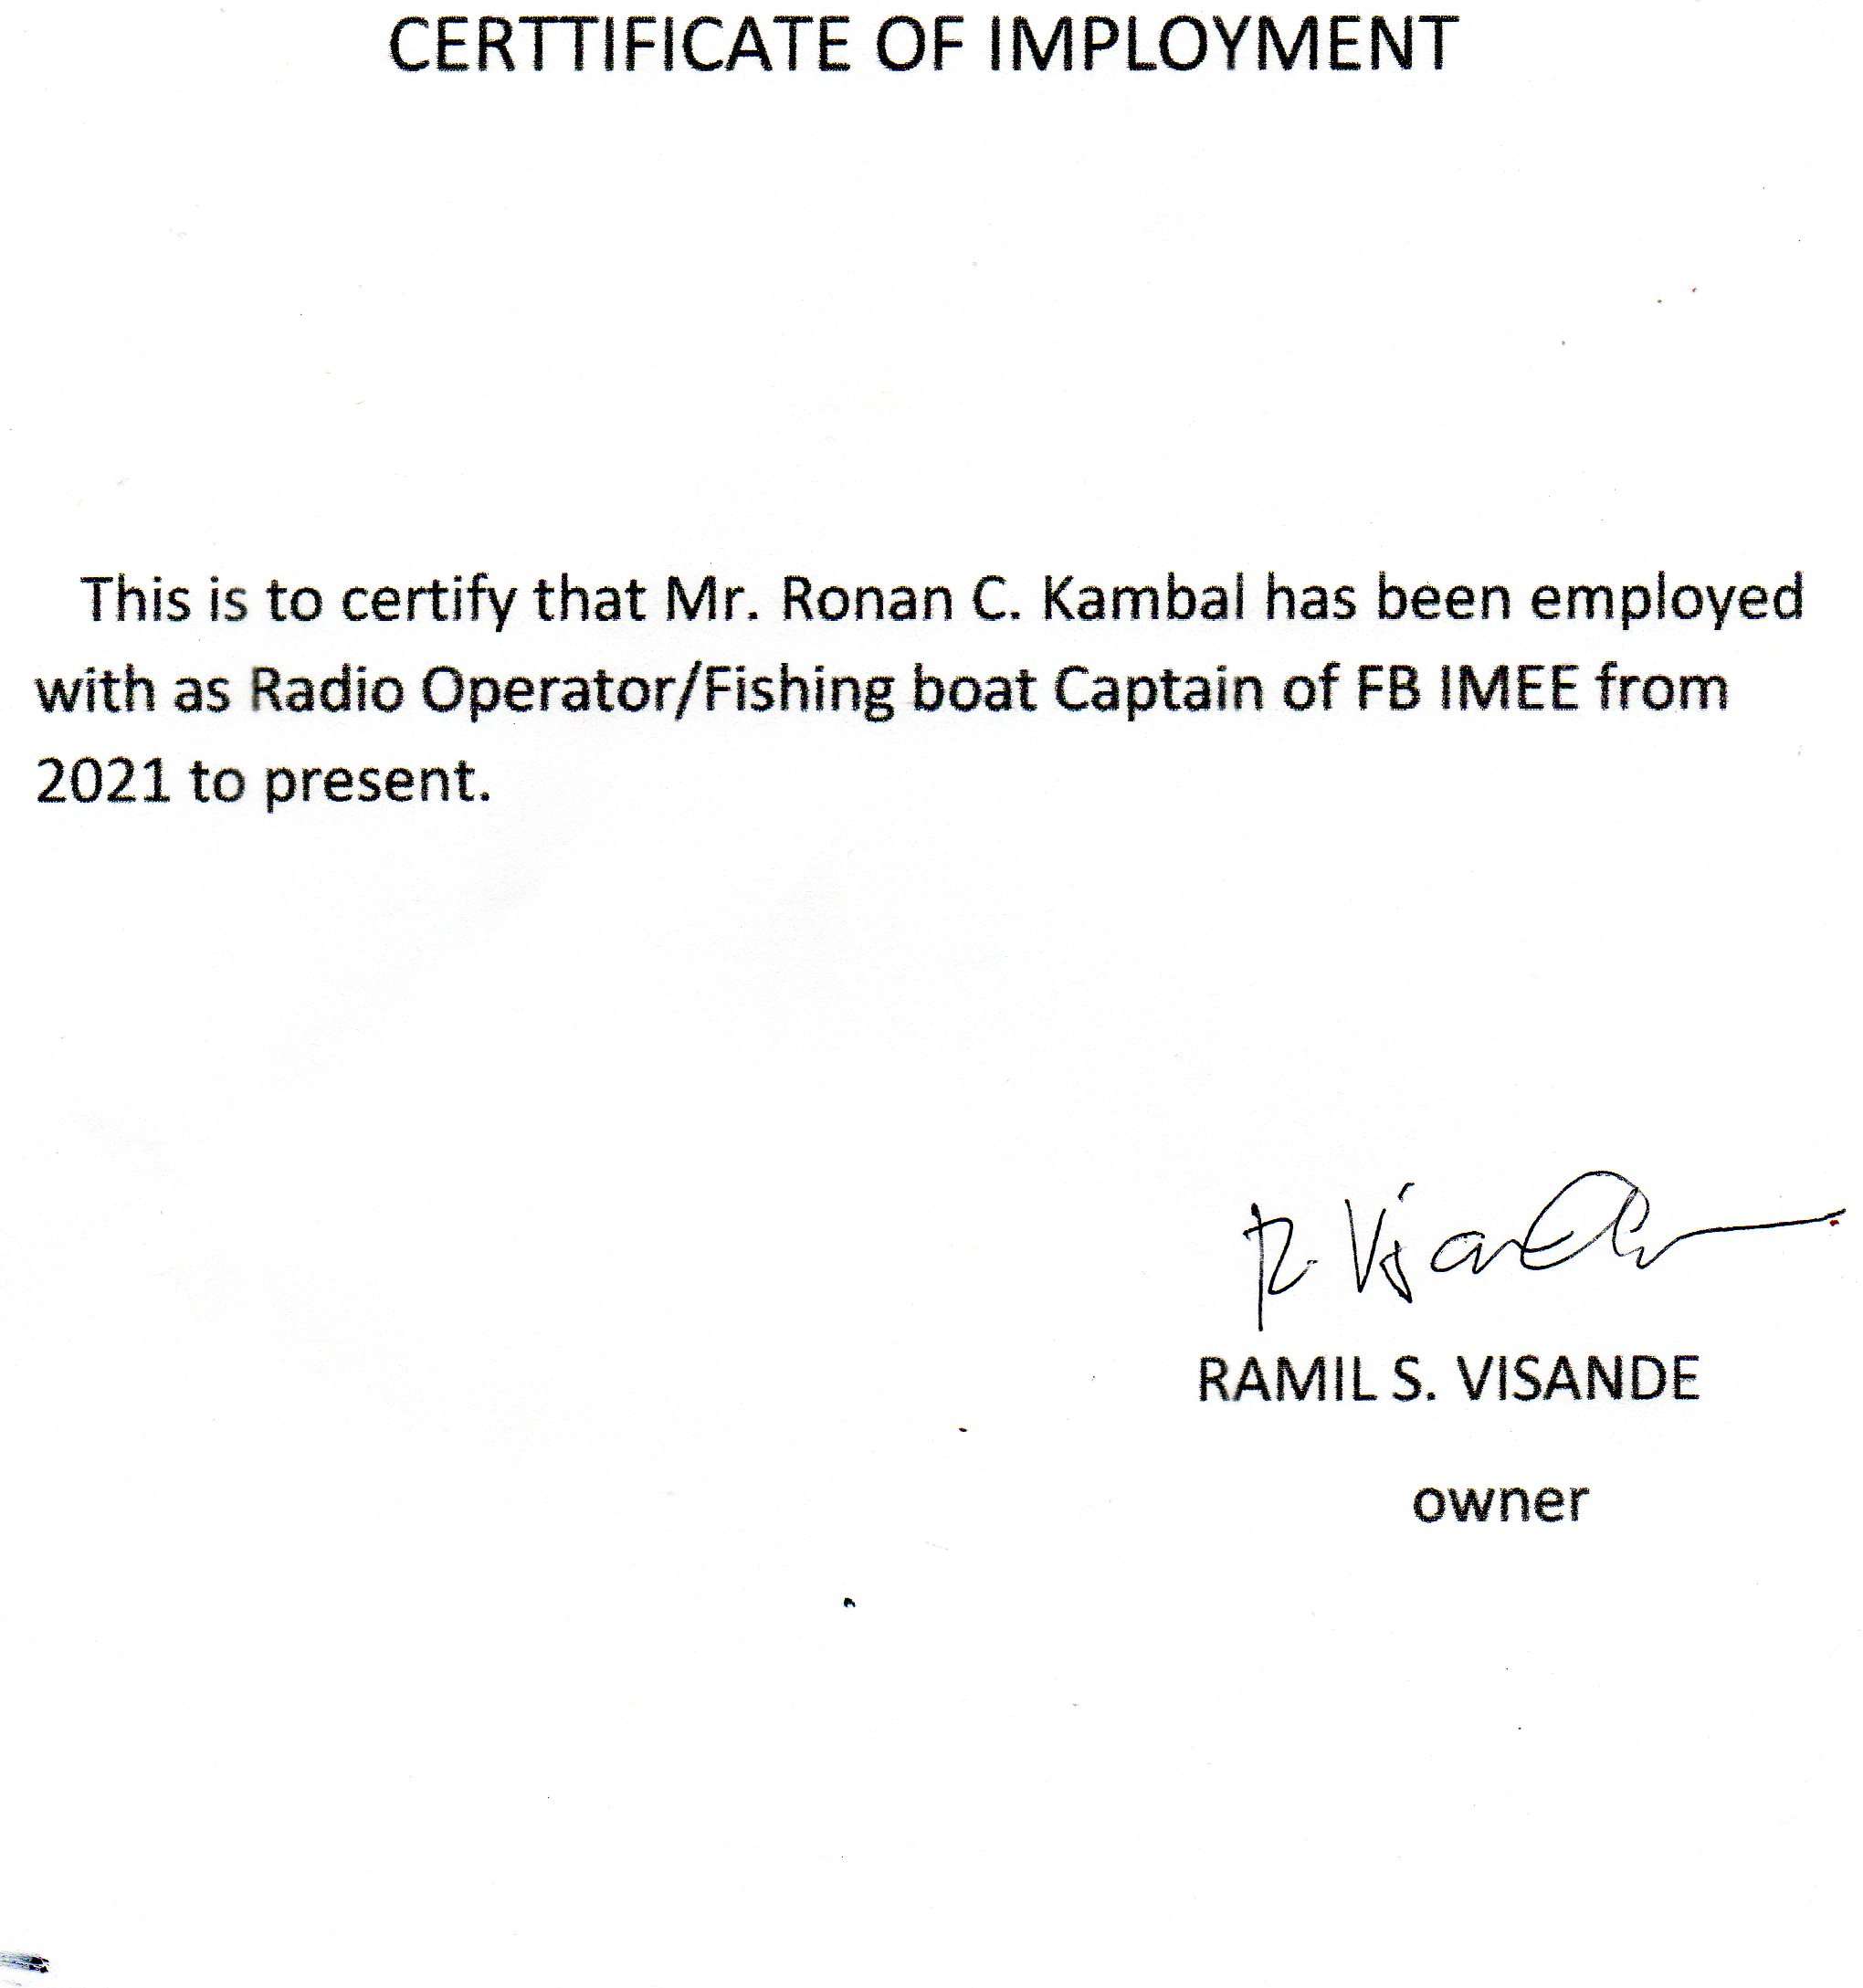 CERTTIFICATE OF IMPLOYMENT
This is to certify that Mr. Ronan C. Kambal has been employed
with as Radio Operator/Fishing boat Captain of FB IMEE from
2021 to present.
R. Visande
RAMIL S. VISANDE
owner